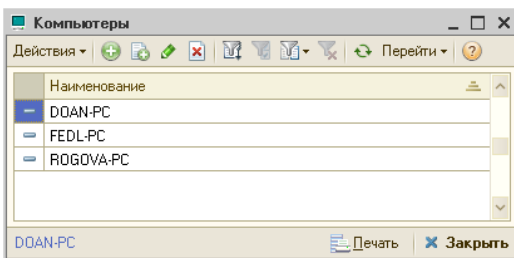 Компьютеры
Действия Перейти
Наименование
DOAN-PC
FEDL-PC
ROGOVA-PC
DOAN-PC Печать Закрыть